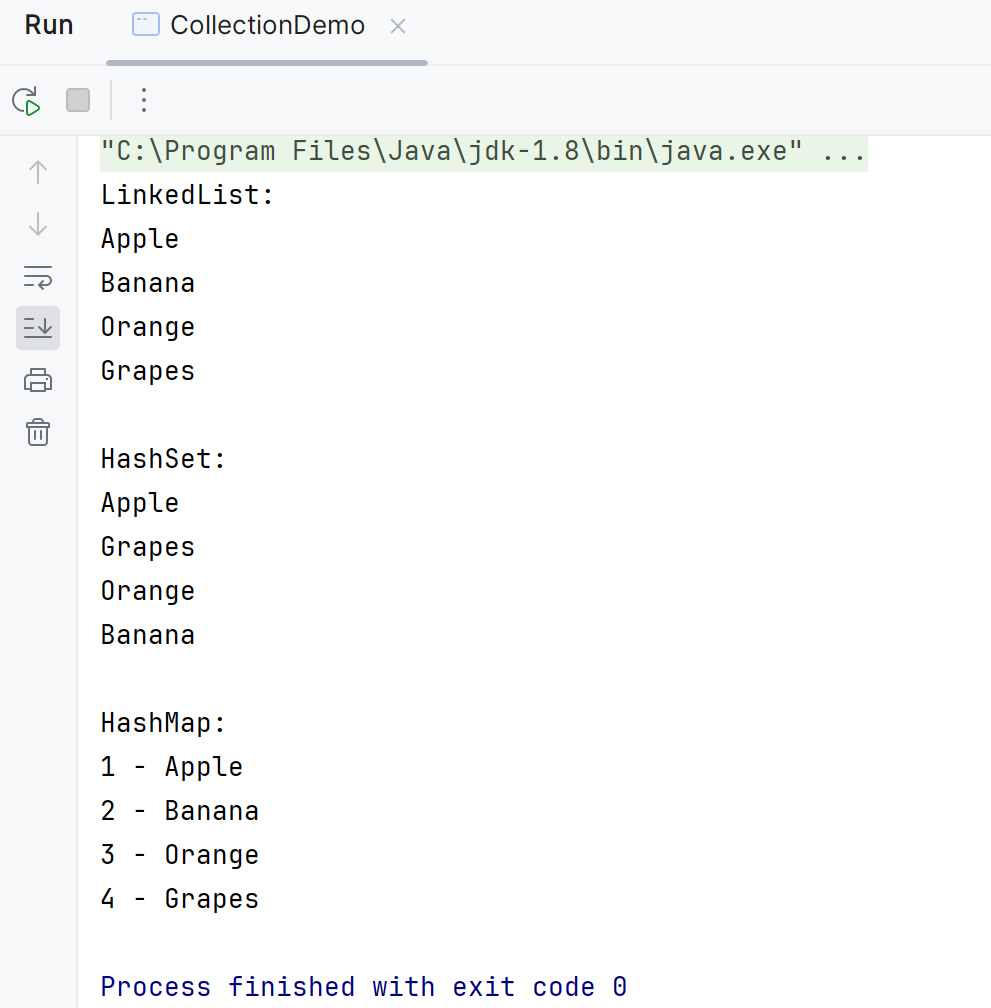 Run CollectionDemo
"C:\Program Files\Java\jdk-1.8\bin\java.exe" ...
LinkedList:
Apple
Banana
Orange
Grapes
HashSet:
Apple
Grapes
Orange
Banana
HashMap:
1 - Apple
2 - Banana
3 - Orange
4 - Grapes
Process finished with exit code 0